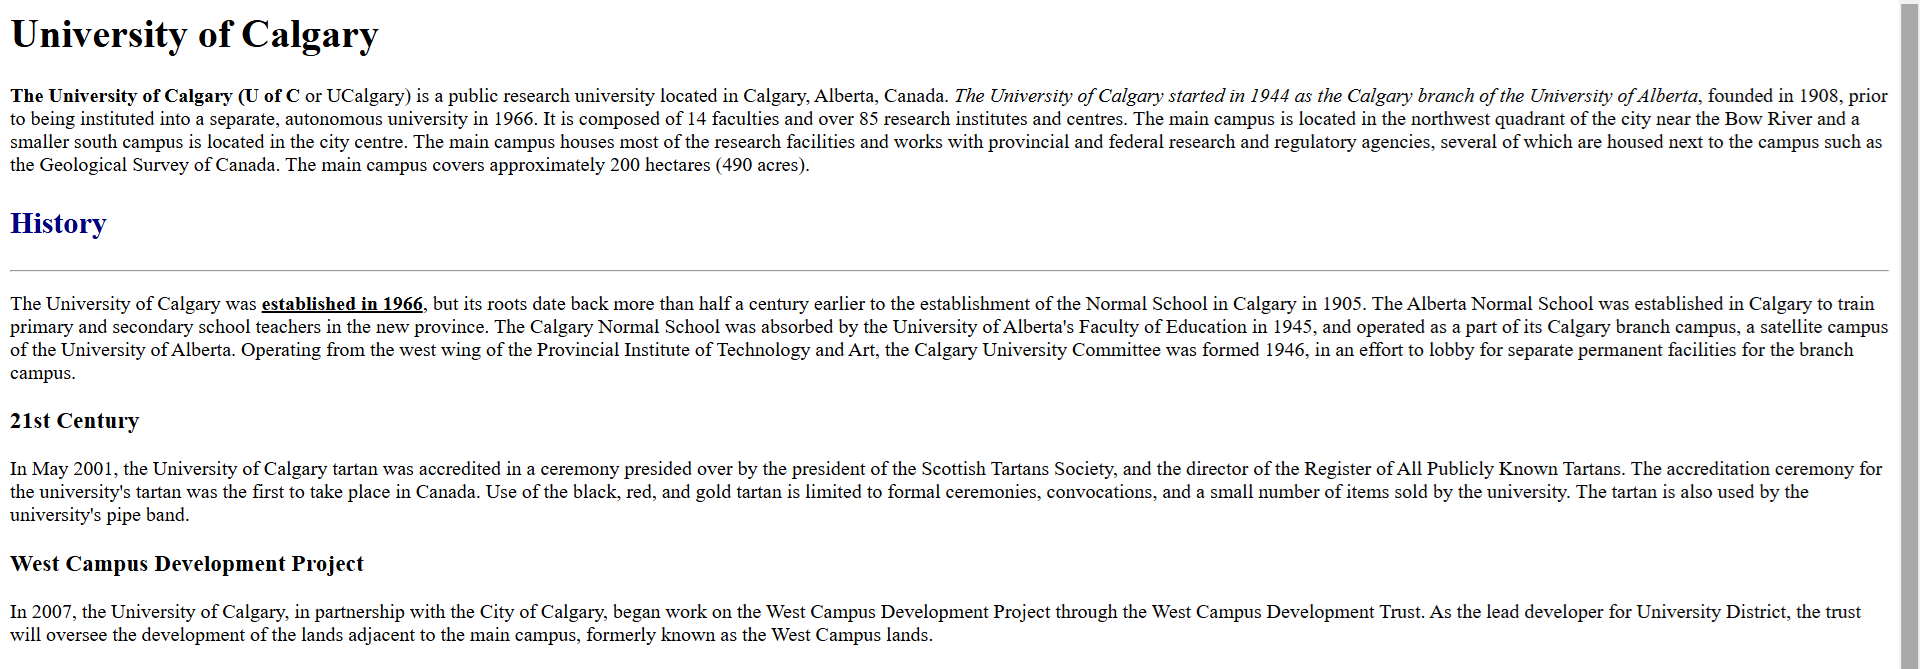 University of Calgary
The University of Calgary (U of C or UCalgary) is a public research university located in Calgary, Alberta, Canada. The University of Calgary started in 1944 as the Calgary branch of the University of Alberta, founded in 1908, prior
to being instituted into a separate, autonomous university in 1966. It is composed of 14 faculties and over 85 research institutes and centres. The main campus is located in the northwest quadrant of the city near the Bow River and a
smaller south campus is located in the city centre. The main campus houses most of the research facilities and works with provincial and federal research and regulatory agencies, several of which are housed next to the campus such as
the Geological Survey of Canada. The main campus covers approximately 200 hectares (490 acres).
History
The University of Calgary was established in 1966, but its roots date back more than half a century earlier to the establishment of the Normal School in Calgary in 1905. The Alberta Normal School was established in Calgary to train
primary and secondary school teachers in the new province. The Calgary Normal School was absorbed by the University of Alberta's Faculty of Education in 1945, and operated as a part of its Calgary branch campus, a satellite campus
of the University of Alberta. Operating from the west wing of the Provincial Institute of Technology and Art, the Calgary University Committee was formed 1946, in an effort to lobby for separate permanent facilities for the branch
campus.
21st Century
In May 2001, the University of Calgary tartan was accredited in a ceremony presided over by the president of the Scottish Tartans Society, and the director of the Register of All Publicly Known Tartans. The accreditation ceremony for
the university's tartan was the first to take place in Canada. Use of the black, red, and gold tartan is limited to formal ceremonies, convocations, and a small number of items sold by the university. The tartan is also used by the
university's pipe band.
West Campus Development Project
In 2007, the University of Calgary, in partnership with the City of Calgary, began work on the West Campus Development Project through the West Campus Development Trust. As the lead developer for University District, the trust
will oversee the development of the lands adjacent to the main campus, formerly known as the West Campus lands.